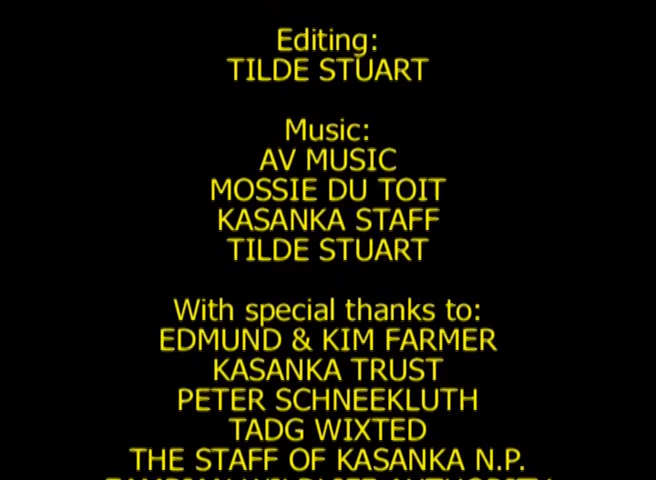 Editing:
TILDE STUART
Music:
AV MUSIC
MOSSIE DU TOIT
KASANKA STAFF
TILDE STUART
With special thanks to:
EDMUND & KIM FARMER
KASANKA TRUST
PETER SCHNEEKLUTH
TADG WIXTED
THE STAFF OF KASANKA N.P.